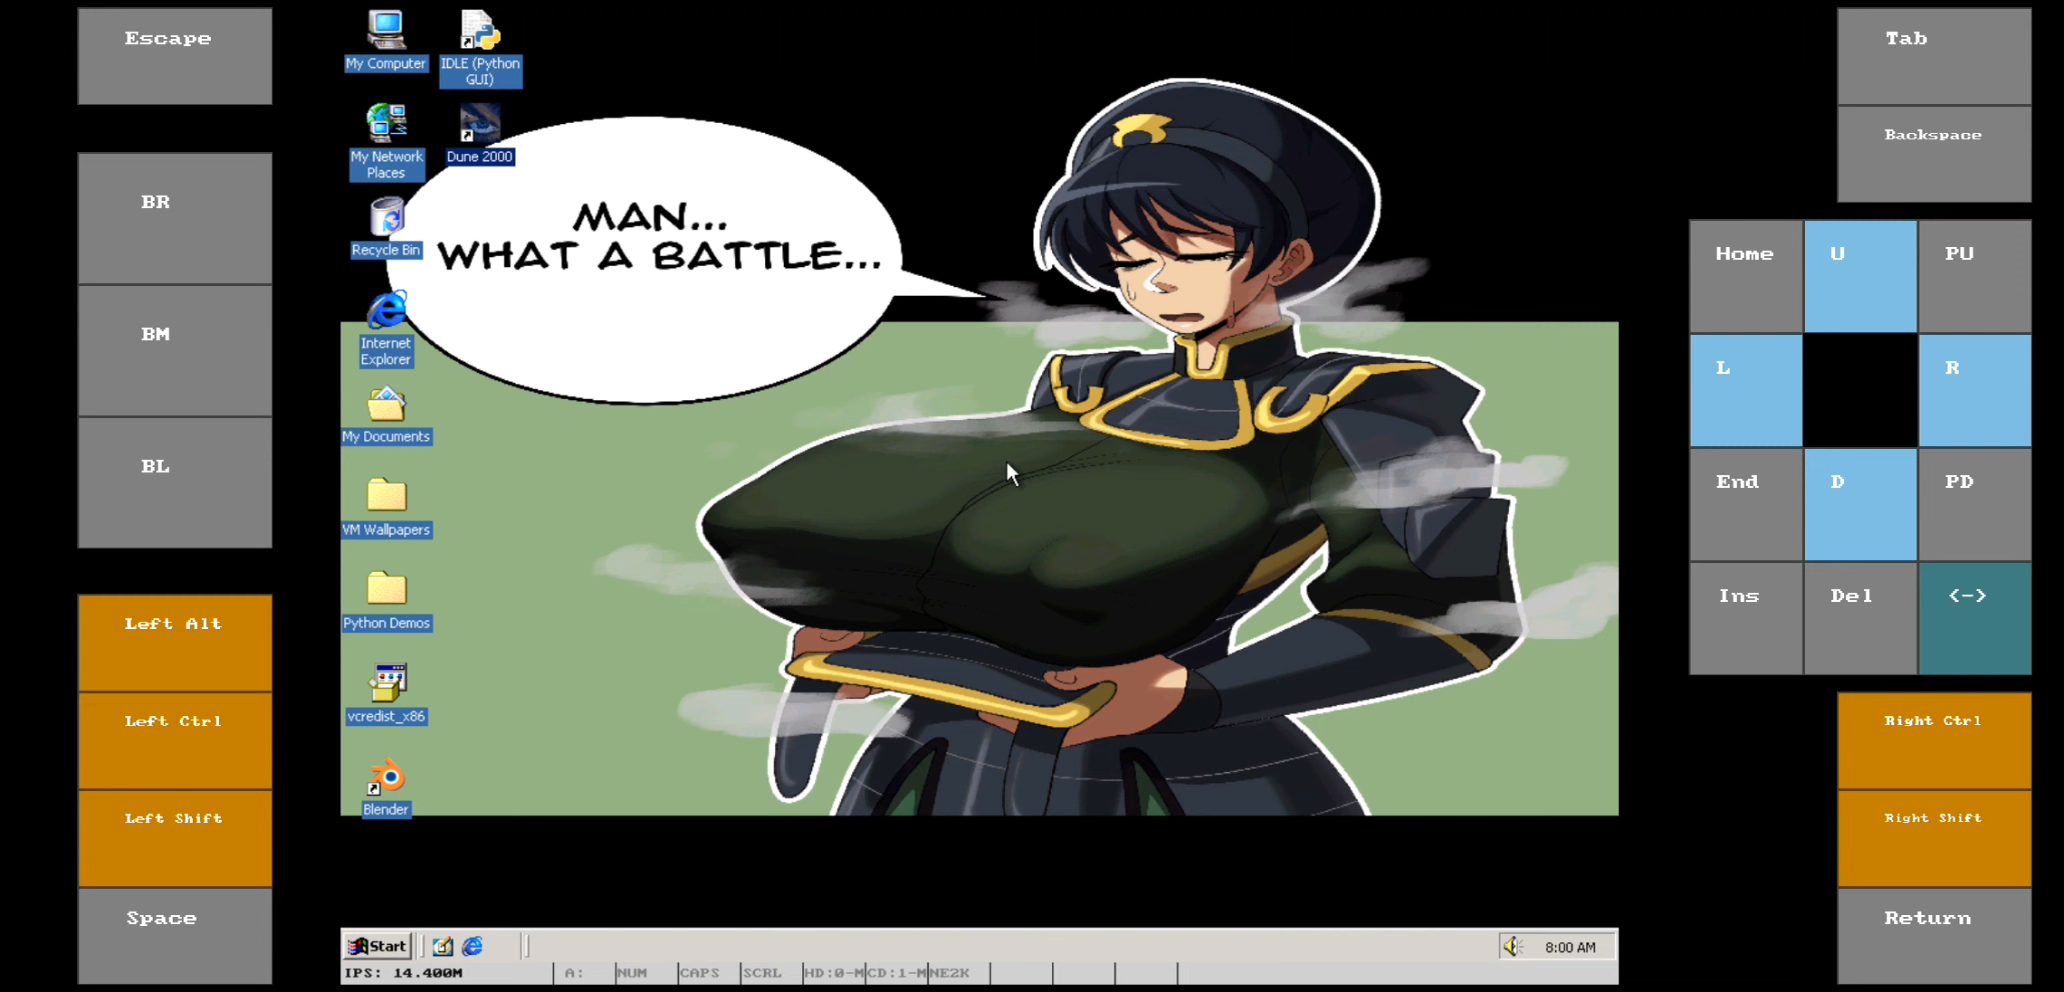 Escape
BR
BM
BL
Left Alt
Left Ctrl
Left Shift
Space
My Computer
IDLE (Python
GUI)
My Network
Places
Dune 2000
Recycle Bin
Internet
Explorer
My Documents
VM Wallpapers
Python Demos
vcredist_x86
Blender
MAN...
WHAT A BATTLE...
Start
8:00 AM
IPS: 14.400M
A:
NUM
CAPS
SCRL
HD:0-M
CD:1-M
NE2K
Tab
Backspace
Home
U
PU
L
R
End
D
PD
Ins
Del
<->
Right Ctrl
Right Shift
Return